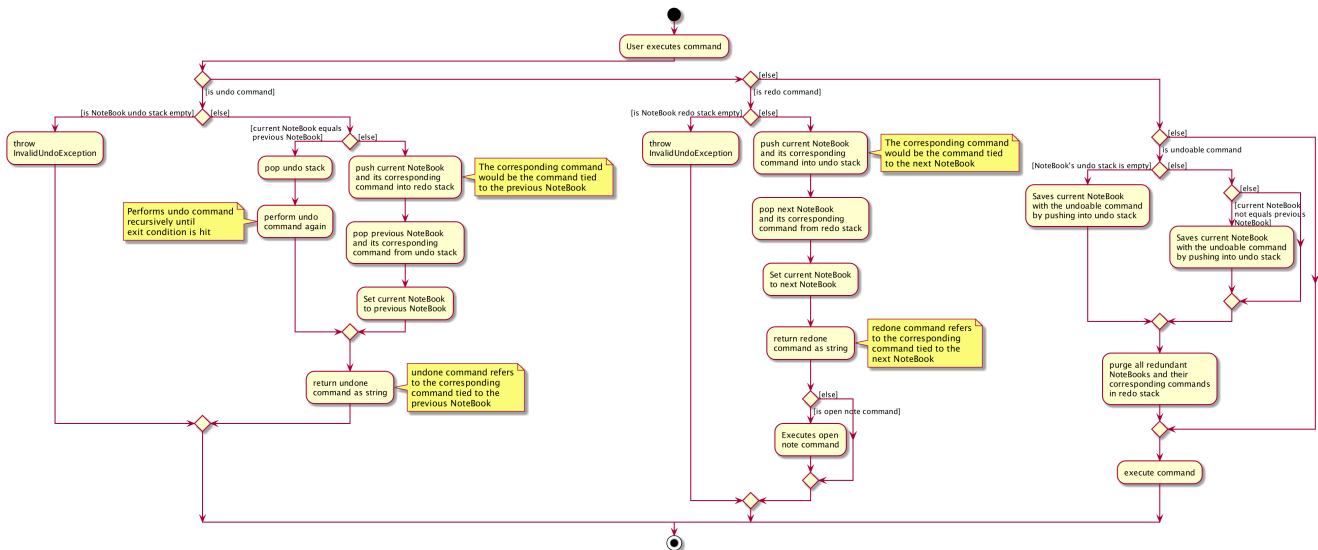 User executes command
[else]
[is undo command]
[is redo command]
[is NoteBook undo stack empty]
[else]
[is NoteBook redo stack empty]
[else]
[else]
is undoable command
throw
InvalidUndoException
[current NoteBook equals
previous NoteBook]
[else]
pop undo stack
push current NoteBook
and its corresponding
command into redo stack
The corresponding command
would be the command tied
to the previous NoteBook
Performs undo command
recursively until
exit condition is hit
perform undo
command again
pop previous NoteBook
and its corresponding
command from undo stack
Set current NoteBook
to previous NoteBook
return undone
command as string
undone command refers
to the corresponding
command tied to the
previous NoteBook
throw
InvalidUndoException
push current NoteBook
and its corresponding
command into undo stack
The corresponding command
would be the command tied
to the next NoteBook
pop next NoteBook
and its corresponding
command from redo stack
Set current NoteBook
to next NoteBook
return redone
command as string
redone command refers
to the corresponding
command tied to the
next NoteBook
[else]
[is open note command]
Executes open
note command
[NoteBook's undo stack is empty]
[else]
Saves current NoteBook
with the undoable command
by pushing into undo stack
[else]
[current NoteBook
not equals previous
NoteBook]
Saves current NoteBook
with the undoable command
by pushing into undo stack
purge all redundant
NoteBooks and their
corresponding commands
in redo stack
execute command